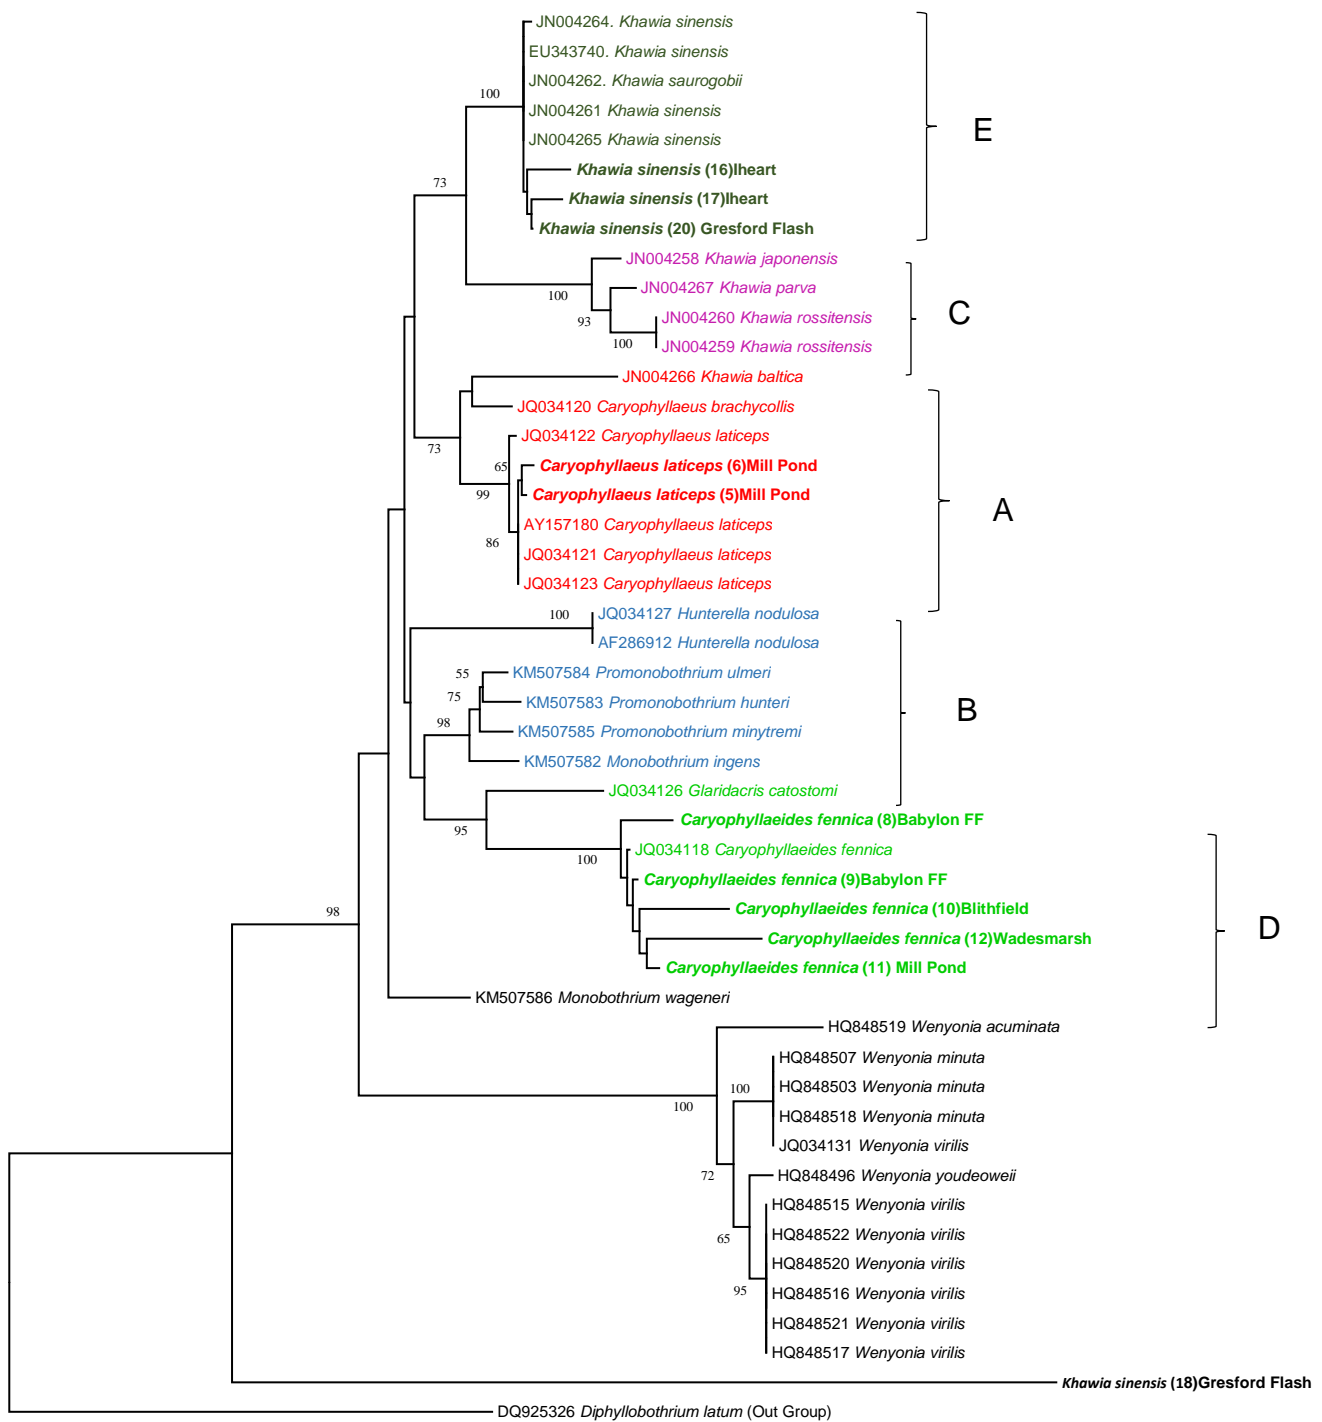 JN004264. Khawia sinensis
EU343740. Khawia sinensis
JN004262. Khawia saurogobii
100
JN004261 Khawia sinensis
E
JN004265 Khawia sinensis
Khawia sinensis (16)Iheart
73
Khawia sinensis (17)Iheart
Khawia sinensis (20) Gresford Flash
JN004258 Khawia japonensis
JN004267 Khawia parva
100
C
93
JN004260 Khawia rossitensis
100
JN004259 Khawia rossitensis
JN004266 Khawia baltica
JQ034120 Caryophyllaeus brachycollis
JQ034122 Caryophyllaeus laticeps
73
65
Caryophyllaeus laticeps (6)Mill Pond
99
Caryophyllaeus laticeps (5)Mill Pond
A
AY157180 Caryophyllaeus laticeps
86
JQ034121 Caryophyllaeus laticeps
JQ034123 Caryophyllaeus laticeps
100
JQ034127 Hunterella nodulosa
AF286912 Hunterella nodulosa
55
KM507584 Promonobothrium ulmeri
75
KM507583 Promonobothrium hunteri
B
98
KM507585 Promonobothrium minytremi
KM507582 Monobothrium ingens
JQ034126 Glaridacris catostomi
95
Caryophyllaeides fennica (8)Babylon FF
100
JQ034118 Caryophyllaeides fennica
Caryophyllaeides fennica (9)Babylon FF
98
Caryophyllaeides fennica (10)Blithfield
D
Caryophyllaeides fennica (12)Wadesmarsh
Caryophyllaeides fennica (11) Mill Pond
KM507586 Monobothrium wageneri
HQ848519 Wenyonia acuminata
HQ848507 Wenyonia minuta
100
HQ848503 Wenyonia minuta
100
HQ848518 Wenyonia minuta
JQ034131 Wenyonia virilis
72
HQ848496 Wenyonia youdeoweii
HQ848515 Wenyonia virilis
65
HQ848522 Wenyonia virilis
HQ848520 Wenyonia virilis
95
HQ848516 Wenyonia virilis
HQ848521 Wenyonia virilis
HQ848517 Wenyonia virilis
Khawia sinensis (18)Gresford Flash
DQ925326 Diphyllobothrium latum (Out Group)